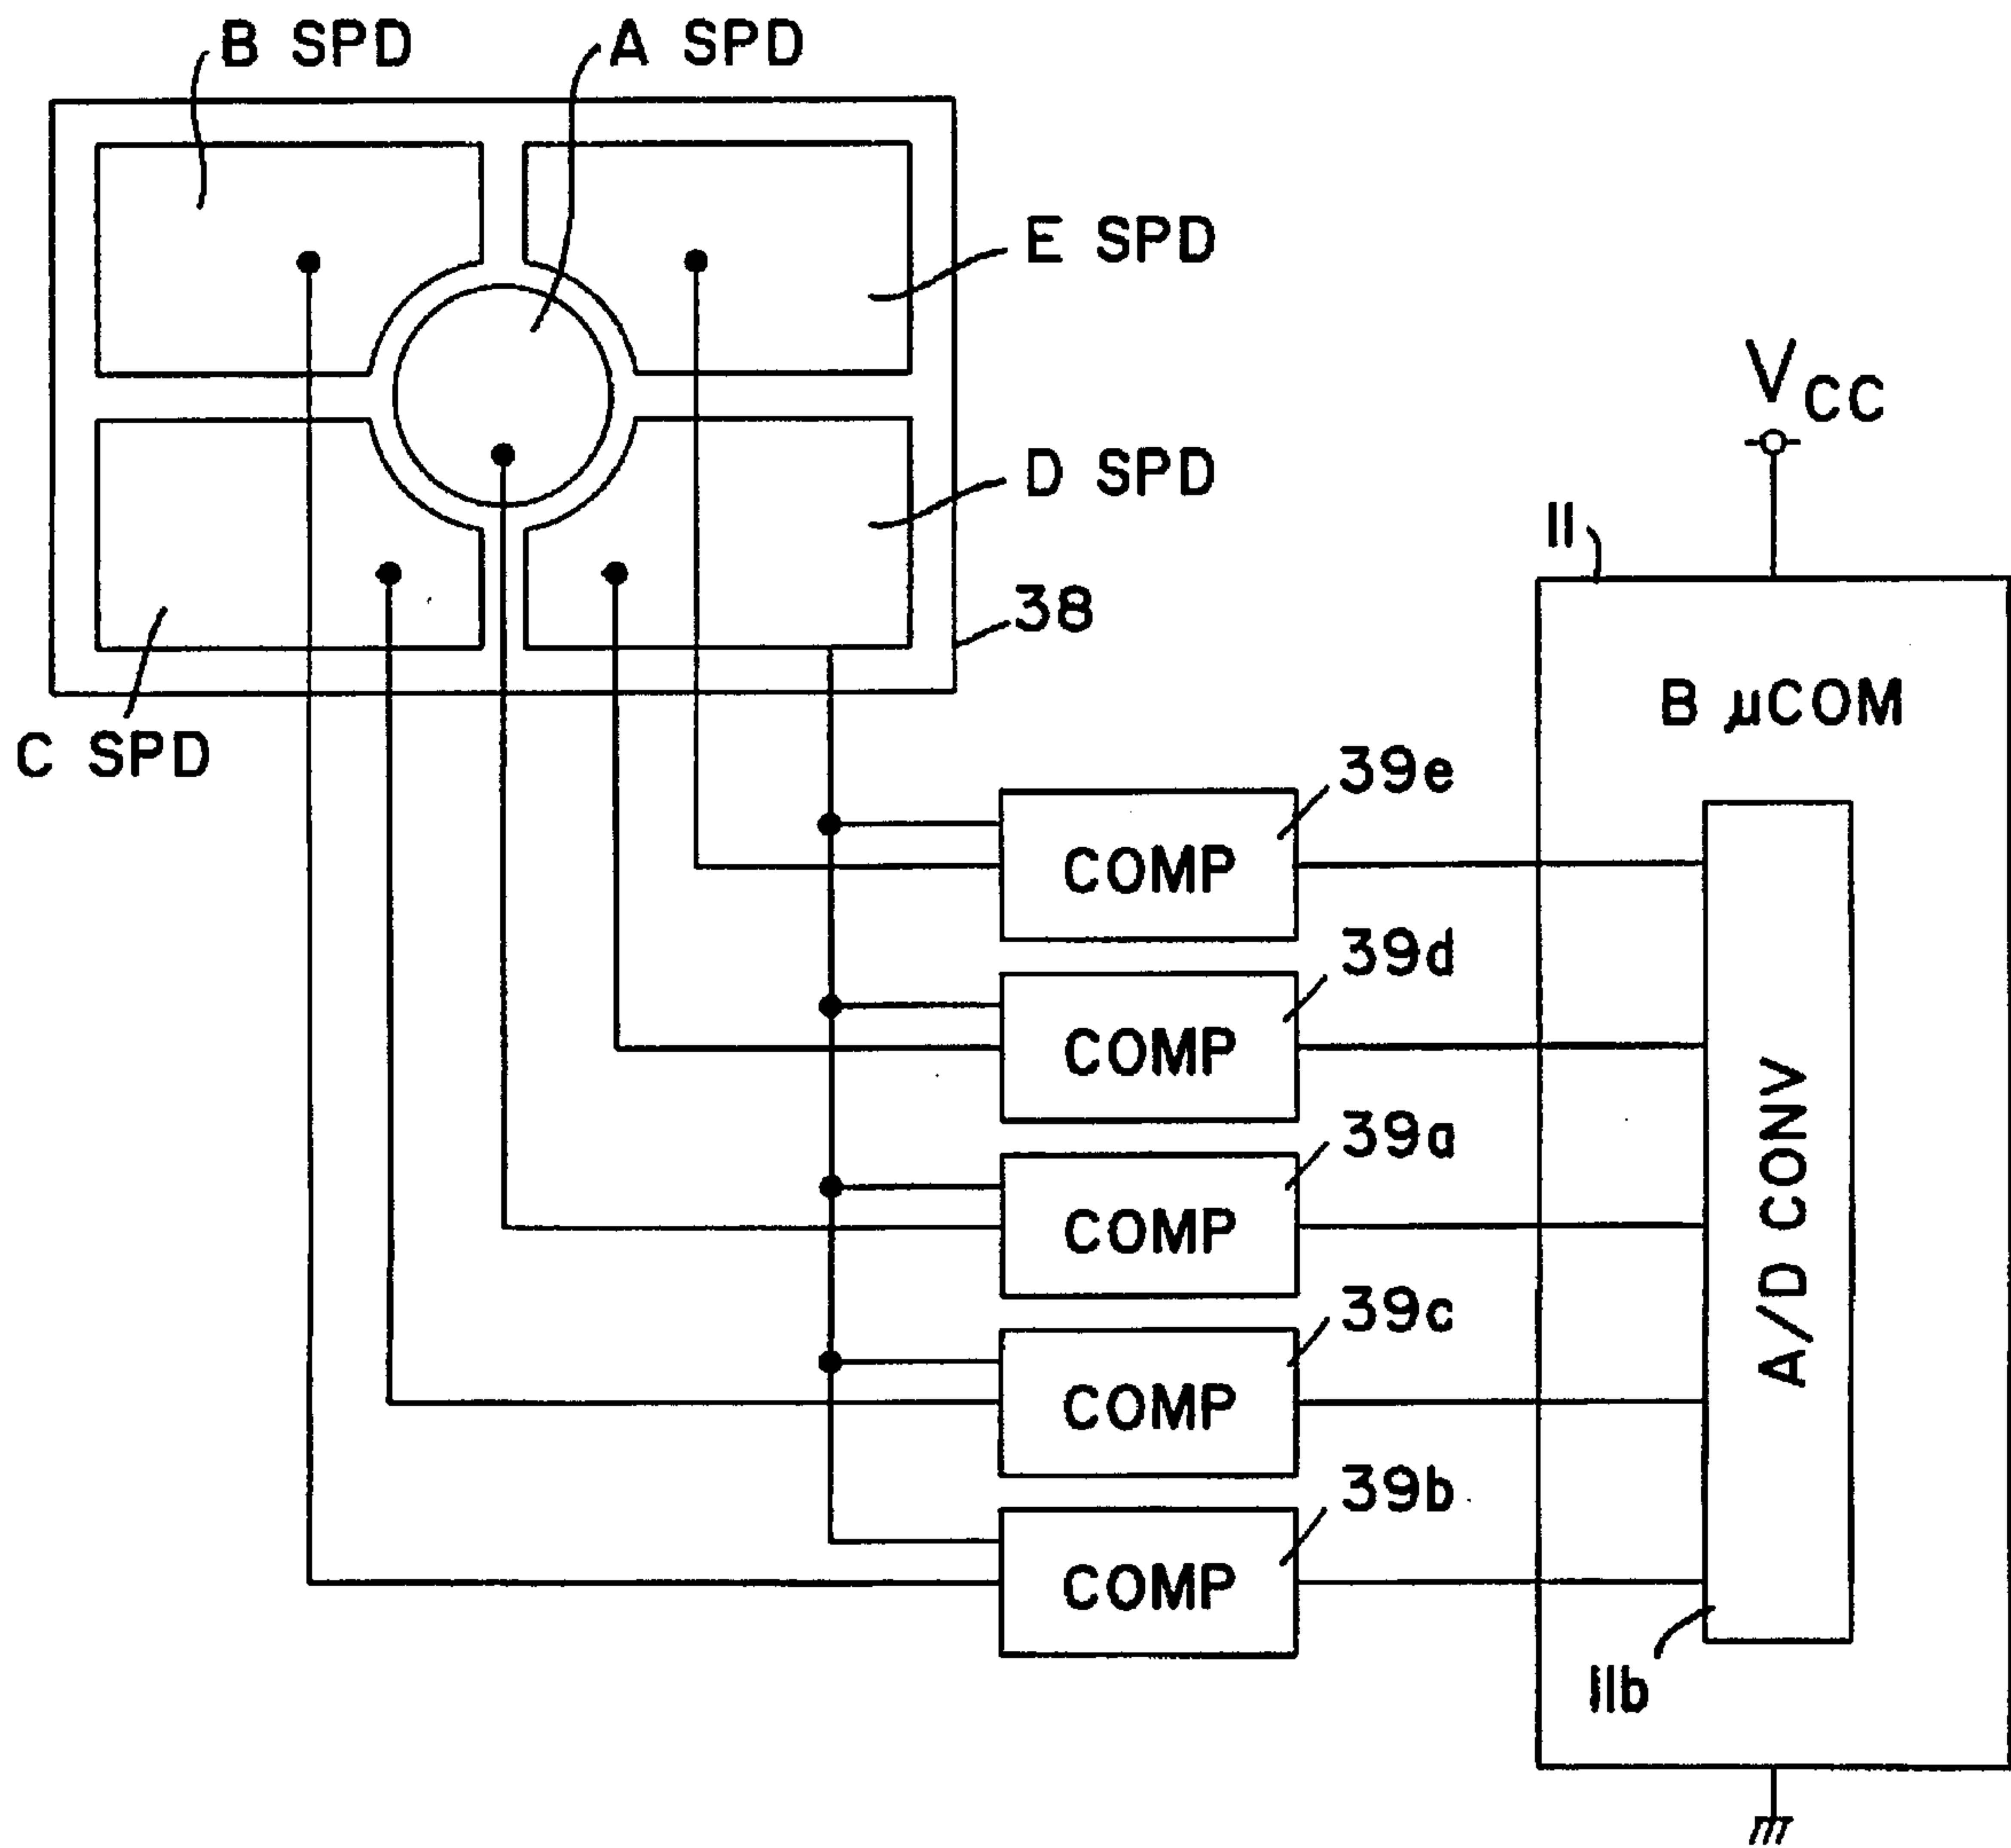 B SPD
A SPD
E SPD
D SPD
38
C SPD
VCC
11
B μCOM
39e
COMP
39d
COMP
39a
COMP
39c
COMP
39b
COMP
A/D CONV
11b